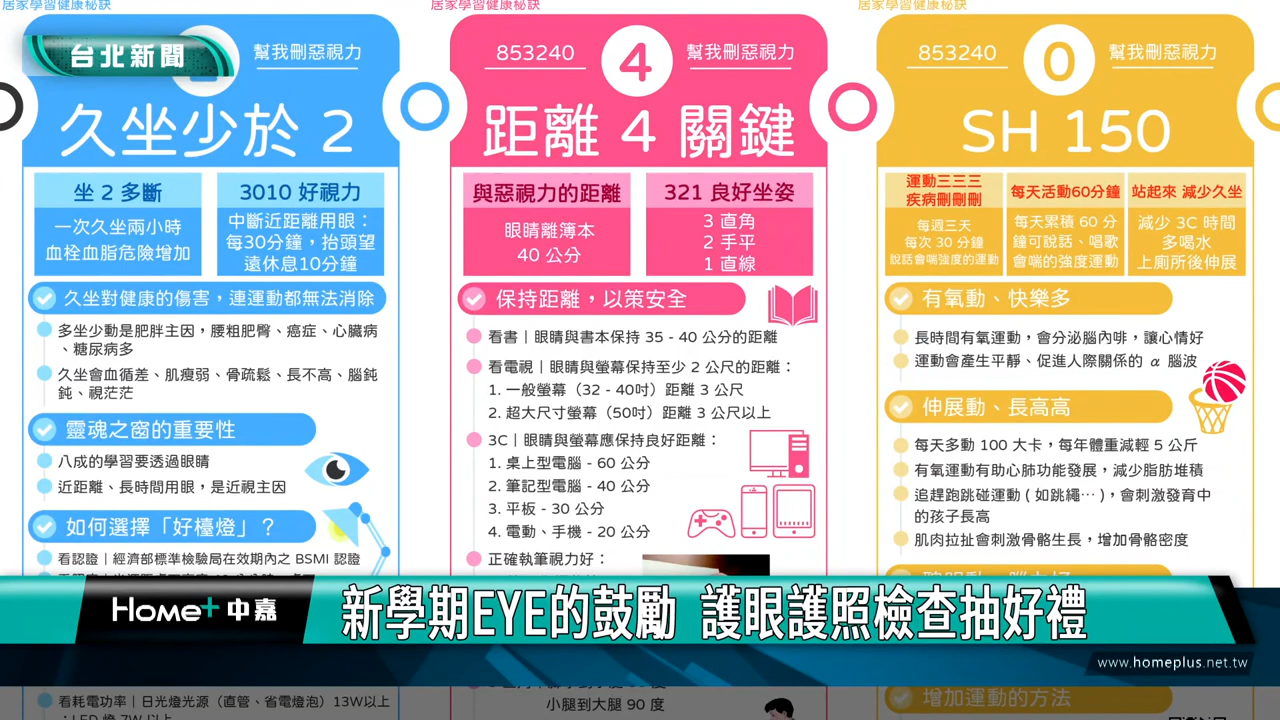 居家學習健康秘訣
台北新聞
幫我刪惡視力
久坐少於 2
坐 2 多斷
一次久坐兩小時
血栓血脂危險增加
3010 好視力
中斷近距離用眼：
每30分鐘，抬頭望
遠休息10分鐘
久坐對健康的傷害，連運動都無法消除
多坐少動是肥胖主因，腰粗肥臀、癌症、心臟病
、糖尿病多
久坐會血循差、肌瘦弱、骨疏鬆、長不高、腦鈍
鈍、視茫茫
靈魂之窗的重要性
八成的學習要透過眼睛
近距離、長時間用眼，是近視主因
如何選擇「好檯燈」？
看認證｜經濟部標準檢驗局在效期內之 BSMI 認證
看耗電功率｜日光燈光源（直管、省電燈泡）13W以上
；LED 燈 7W 以上
居家學習健康秘訣
853240
4
幫我刪惡視力
距離 4 關鍵
與惡視力的距離
眼睛離簿本
40 公分
321 良好坐姿
3 直角
2 手平
1 直線
保持距離，以策安全
看書｜眼睛與書本保持 35 - 40 公分的距離
看電視｜眼睛與螢幕保持至少 2 公尺的距離：
1. 一般螢幕（32 - 40吋）距離 3 公尺
2. 超大尺寸螢幕（50吋）距離 3 公尺以上
3C｜眼睛與螢幕應保持良好距離：
1. 桌上型電腦 - 60 公分
2. 筆記型電腦 - 40 公分
3. 平板 - 30 公分
4. 電動、手機 - 20 公分
正確執筆視力好：
小腿到大腿 90 度
居家學習健康秘訣
853240
0
幫我刪惡視力
SH 150
運動三三三
疾病刪刪刪
每週三天
每次 30 分鐘
說話會喘強度的運動
每天活動60分鐘
每天累積 60 分
鐘可說話、唱歌
會喘的強度運動
站起來 減少久坐
減少 3C 時間
多喝水
上廁所後伸展
有氧動、快樂多
長時間有氧運動，會分泌腦內啡，讓心情好
運動會產生平靜、促進人際關係的 α 腦波
伸展動、長高高
每天多動 100 大卡，每年體重減輕 5 公斤
有氧運動有助心肺功能發展，減少脂肪堆積
追趕跑跳碰運動 ( 如跳繩⋯ )，會刺激發育中
的孩子長高
肌肉拉扯會刺激骨骼生長，增加骨骼密度
增加運動的方法
Home+ 中嘉
新學期EYE的鼓勵 護眼護照檢查抽好禮
www.homeplus.net.tw